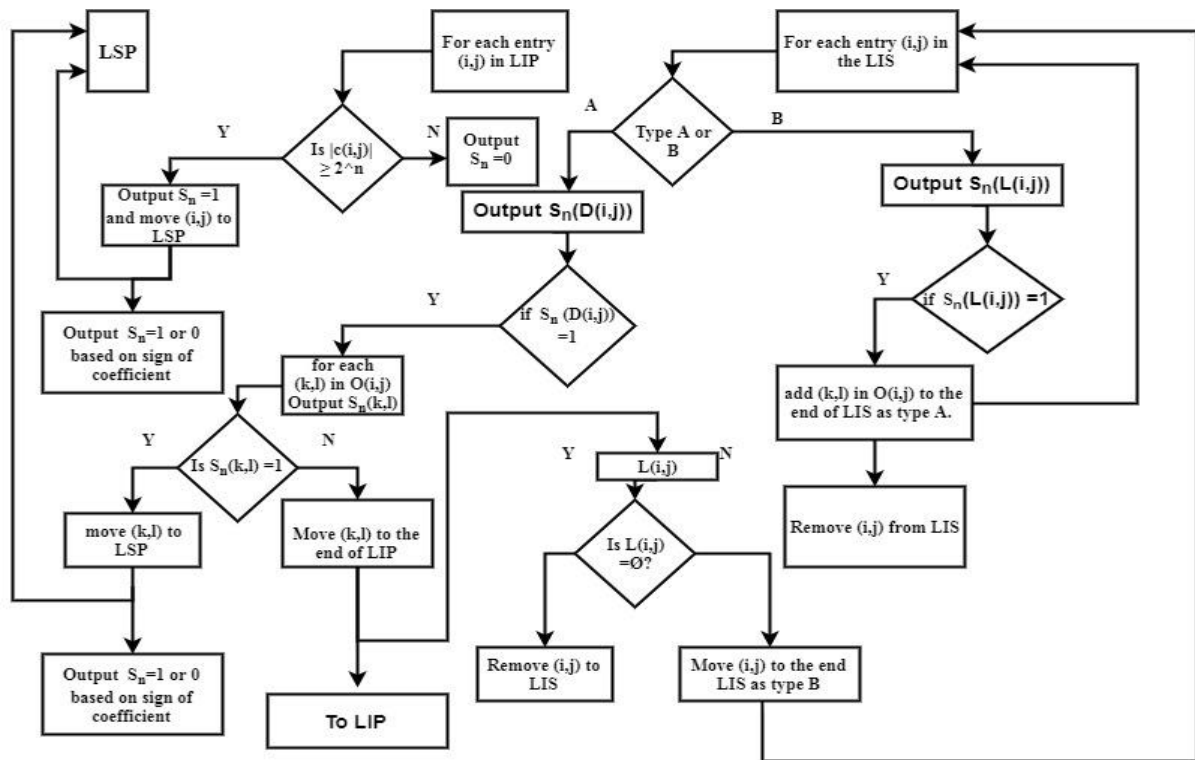 LSP
For each entry
(i,j) in LIP
For each entry (i,j) in
the LIS
A
Type A or
B
B
Y
Is |c(i,j)|
≥ 2^n
N
Output
Sₙ =0
Output Sₙ =1
and move (i,j) to
LSP
Output Sₙ(D(i,j))
Output Sₙ(L(i,j))
Y
if Sₙ(L(i,j)) =1
Y
if Sₙ (D(i,j))
=1
Output Sₙ=1 or 0
based on sign of
coefficient
for each
(k,l) in O(i,j)
Output Sₙ(k,l)
add (k,l) in O(i,j) to the
end of LIS as type A.
Y
N
Is Sₙ(k,l) =1
Y
L(i,j)
N
move (k,l) to
LSP
Move (k,l) to the
end of LIP
Is L(i,j)
=Ø?
Remove (i,j) from LIS
Output Sₙ=1 or 0
based on sign of
coefficient
To LIP
Remove (i,j) to
LIS
Move (i,j) to the end
LIS as type B